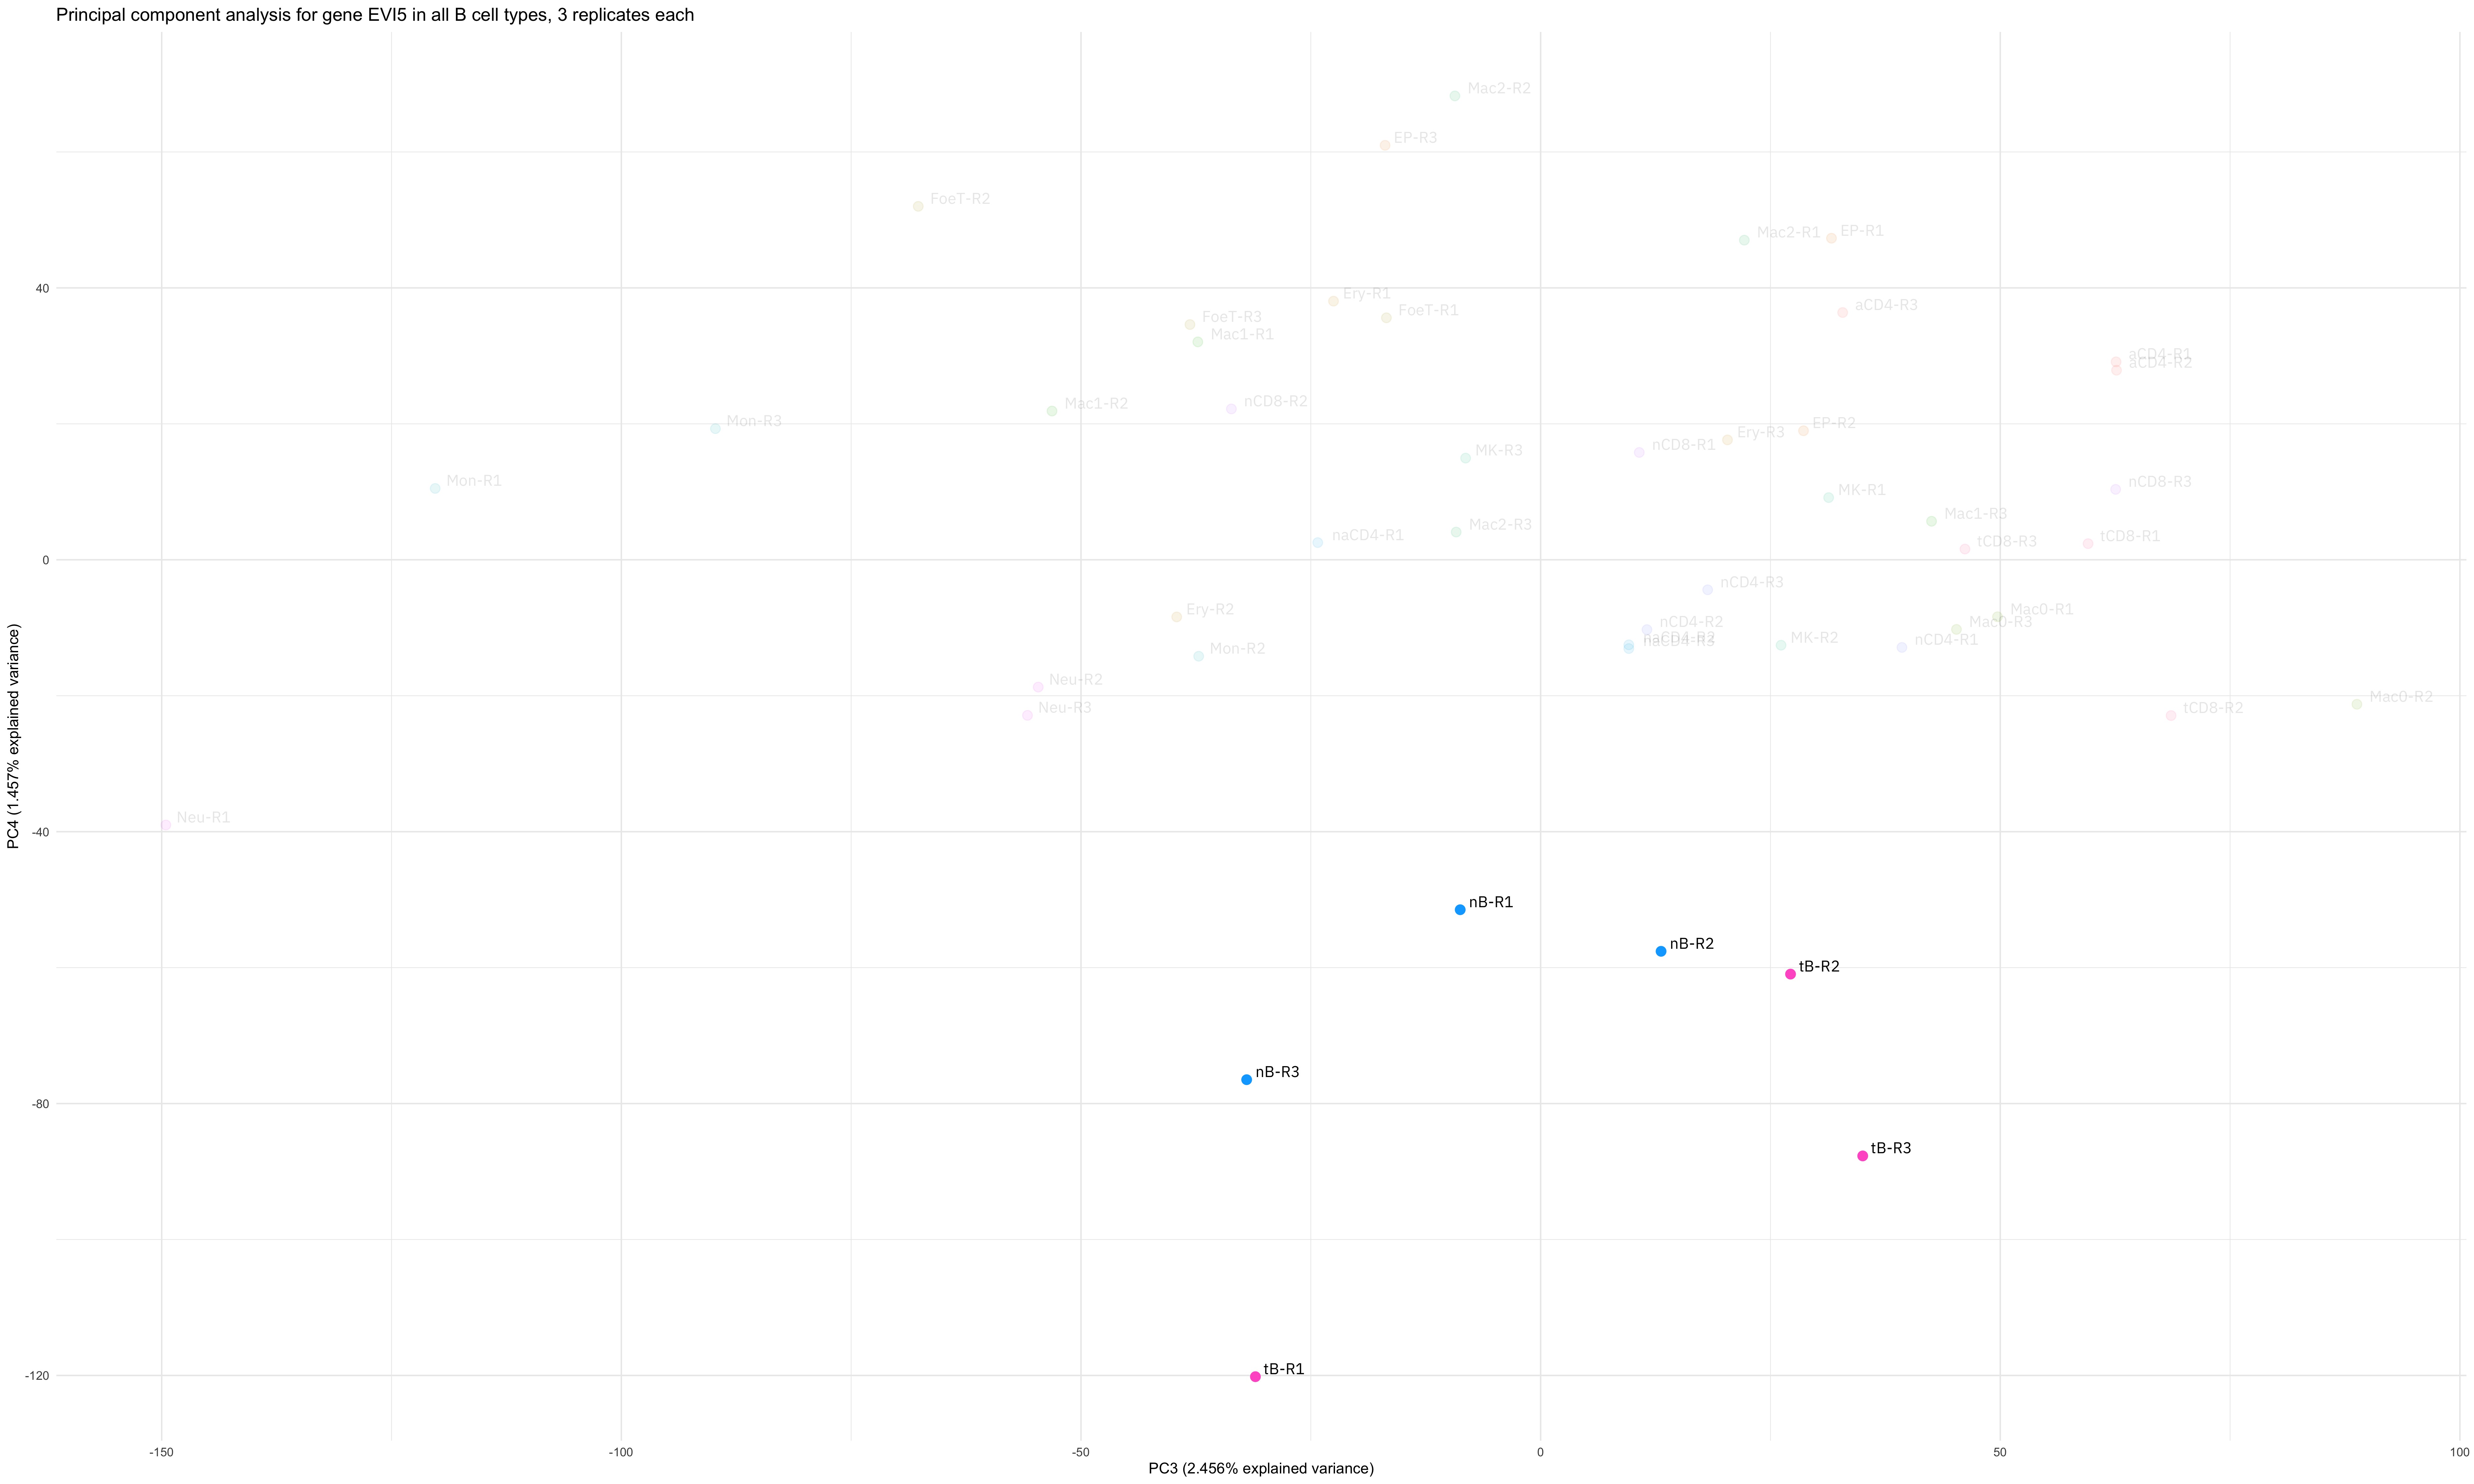 Principal component analysis for gene EVI5 in all B cell types, 3 replicates each
Mac2-R2
EP-R3
FoeT-R2
Mac2-R1
EP-R1
40
Ery-R1
aCD4-R3
FoeT-R1
FoeT-R3
Mac1-R1
aCD4-R1
aCD4-R2
Mac1-R2
nCD8-R2
Mon-R3
EP-R2
Ery-R3
nCD8-R1
MK-R3
Mon-R1
nCD8-R3
MK-R1
Mac1-R3
Mac2-R3
naCD4-R1
tCD8-R1
tCD8-R3
0
nCD4-R3
Ery-R2
Mac0-R1
nCD4-R2
Mac0-R3
naCD4-R2
naCD4-R3
MK-R2
nCD4-R1
Mon-R2
Neu-R2
Mac0-R2
Neu-R3
tCD8-R2
PC4 (1.457% explained variance)
Neu-R1
-40
nB-R1
nB-R2
tB-R2
nB-R3
-80
tB-R3
tB-R1
-120
-150 -100 -50 0 50 100
PC3 (2.456% explained variance)